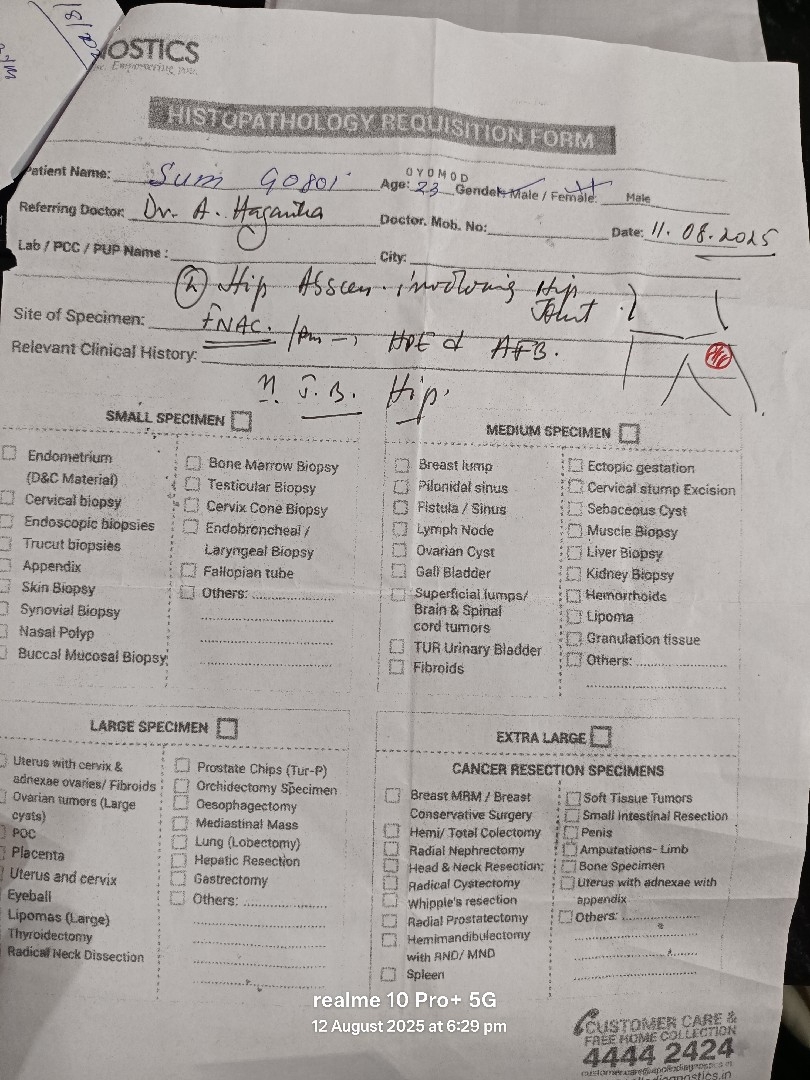 OSTICS
HISTOPATHOLOGY REQUISITION FORM
Patient Name: Sum Gogoi Age: 23 OYOMOD Gender: Male / Female: Male
Referring Doctor: Dr. A. Doctor. Mob. No: Date: 11.08.2025
Lab / PCC / PUP Name : City:
Hip involving Hip Joint
Site of Specimen: FNAC.
Relevant Clinical History: HPE & AFB.
T.B. Hip.
SMALL SPECIMEN
Endometrium
(D&C Material)
Cervical biopsy
Endoscopic biopsies
Trucut biopsies
Appendix
Skin Biopsy
Synovial Biopsy
Nasal Polyp
Buccal Mucosal Biopsy
Bone Marrow Biopsy
Testicular Biopsy
Cervix Cone Biopsy
Endobroncheal /
Laryngeal Biopsy
Fallopian tube
Others:
MEDIUM SPECIMEN
Breast lump
Pilonidal sinus
Fistula / Sinus
Lymph Node
Ovarian Cyst
Gall Bladder
Superficial lumps/
Brain & Spinal
cord tumors
TUR Urinary Bladder
Fibroids
Ectopic gestation
Cervical stump Excision
Sebaceous Cyst
Muscle Biopsy
Liver Biopsy
Kidney Biopsy
Hemorrhoids
Lipoma
Granulation tissue
Others:
LARGE SPECIMEN
Uterus with cervix &
adnexae ovaries/ Fibroids
Ovarian tumors (Large
cysts)
POC
Placenta
Uterus and cervix
Eyeball
Lipomas (Large)
Thyroidectomy
Radical Neck Dissection
Prostate Chips (Tur-P)
Orchidectomy Specimen
Oesophagectomy
Mediastinal Mass
Lung (Lobectomy)
Hepatic Resection
Gastrectomy
Others:
EXTRA LARGE
CANCER RESECTION SPECIMENS
Breast MRM / Breast
Conservative Surgery
Hemi/ Total Colectomy
Radial Nephrectomy
Head & Neck Resection;
Radical Cystectomy
Whipple's resection
Radial Prostatectomy
Hemimandibulectomy
with RND/ MND
Spleen
Soft Tissue Tumors
Small Intestinal Resection
Penis
Amputations- Limb
Bone Specimen
Uterus with adnexae with
appendix
Others:
realme 10 Pro+ 5G
12 August 2025 at 6:29 pm
CUSTOMER CARE &
FREE HOME COLLECTION
4444 2424